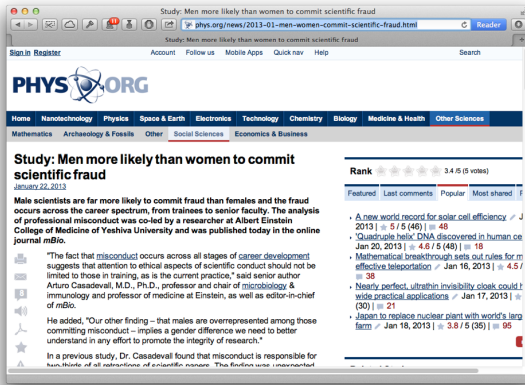 Study: Men more likely than women to commit scientific fraud
phys.org/news/2013-01-men-women-commit-scientific-fraud.html
Reader
Study: Men more likely than women to commit scientific fraud
Sign in Register
Account Follow us Mobile Apps Quick nav Help
Search
PHYS ORG
Home Nanotechnology Physics Space & Earth Electronics Technology Chemistry Biology Medicine & Health Other Sciences
Mathematics Archaeology & Fossils Other Social Sciences Economics & Business
Study: Men more likely than women to commit
scientific fraud
January 22, 2013
Male scientists are far more likely to commit fraud than females and the fraud
occurs across the career spectrum, from trainees to senior faculty. The analysis
of professional misconduct was co-led by a researcher at Albert Einstein
College of Medicine of Yeshiva University and was published today in the online
journal mBio.
"The fact that misconduct occurs across all stages of career development
suggests that attention to ethical aspects of scientific conduct should not be
limited to those in training, as is the current practice," said senior author
Arturo Casadevall, M.D., Ph.D., professor and chair of microbiology &
immunology and professor of medicine at Einstein, as well as editor-in-chief
of mBio.
He added, "Our other finding – that males are overrepresented among those
committing misconduct – implies a gender difference we need to better
understand in any effort to promote the integrity of research."
In a previous study, Dr. Casadevall found that misconduct is responsible for
two-thirds of all retractions of scientific papers. The finding was unexpected
Rank 3.4 /5 (5 votes)
Featured Last comments Popular Most shared
A new world record for solar cell efficiency
2013 | 5 / 5 (46) | 48
'Quadruple helix' DNA discovered in human ce
Jan 20, 2013 | 4.6 / 5 (48) | 18
Mathematical breakthrough sets out rules for m
effective teleportation Jan 16, 2013 | 4.5 /
38
Nearly perfect, ultrathin invisibility cloak could h
wide practical applications Jan 17, 2013 |
(30) | 21
Japan to replace nuclear plant with world's larg
farm Jan 18, 2013 | 3.8 / 5 (35) | 95